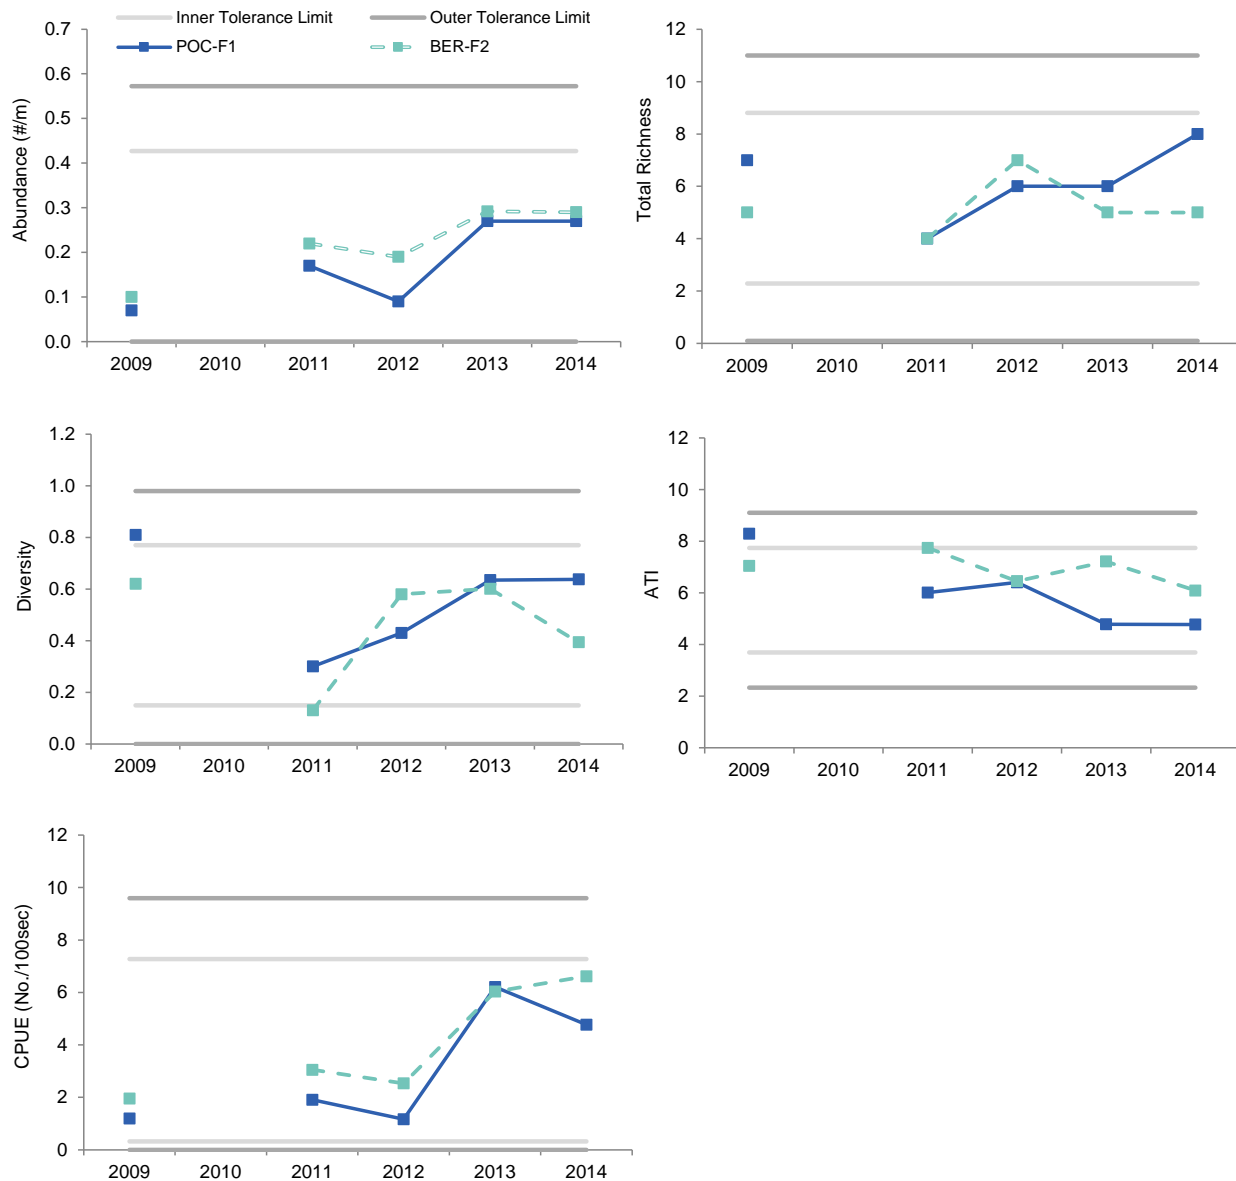 Inner Tolerance Limit
Outer Tolerance Limit
POC-F1
BER-F2
Abundance (#/m)
0.7
0.6
0.5
0.4
0.3
0.2
0.1
0.0
2009 2010 2011 2012 2013 2014
Total Richness
12
10
8
6
4
2
0
2009 2010 2011 2012 2013 2014
Diversity
1.2
1.0
0.8
0.6
0.4
0.2
0.0
2009 2010 2011 2012 2013 2014
ATI
12
10
8
6
4
2
0
2009 2010 2011 2012 2013 2014
CPUE (No./100sec)
12
10
8
6
4
2
0
2009 2010 2011 2012 2013 2014